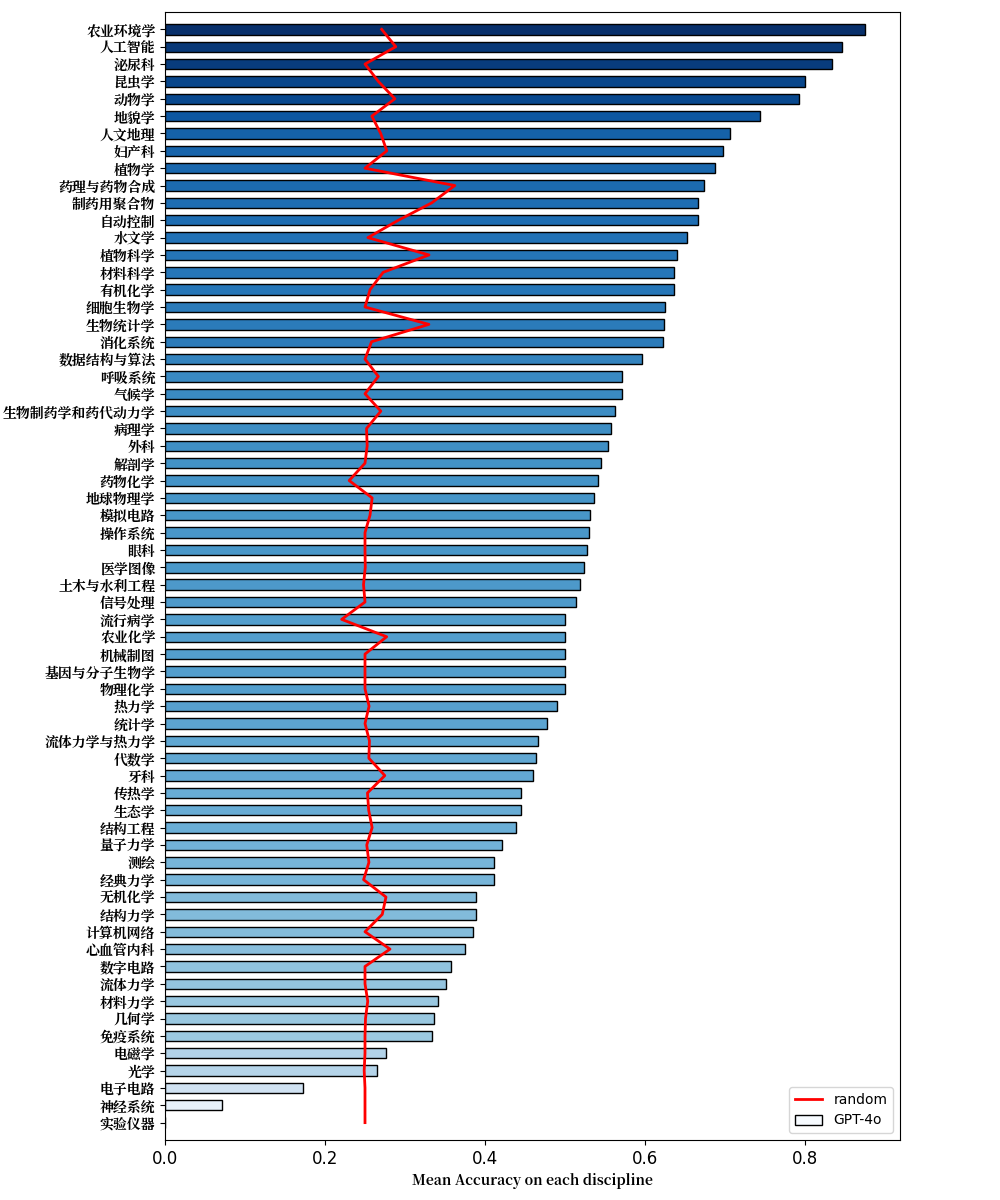 农业环境学
人工智能
泌尿科
昆虫学
动物学
地貌学
人文地理
妇产科
植物学
药理与药物合成
制药用聚合物
自动控制
水文学
植物科学
材料科学
有机化学
细胞生物学
生物统计学
消化系统
数据结构与算法
呼吸系统
气候学
生物制药学和药代动力学
病理学
外科
解剖学
药物化学
地球物理学
模拟电路
操作系统
眼科
医学图像
土木与水利工程
信号处理
流行病学
农业化学
机械制图
基因与分子生物学
物理化学
热力学
统计学
流体力学与热力学
代数学
牙科
传热学
生态学
结构工程
量子力学
测绘
经典力学
无机化学
结构力学
计算机网络
心血管内科
数字电路
流体力学
材料力学
几何学
免疫系统
电磁学
光学
电子电路
神经系统
实验仪器
random
GPT-4o
0.0 0.2 0.4 0.6 0.8
Mean Accuracy on each discipline